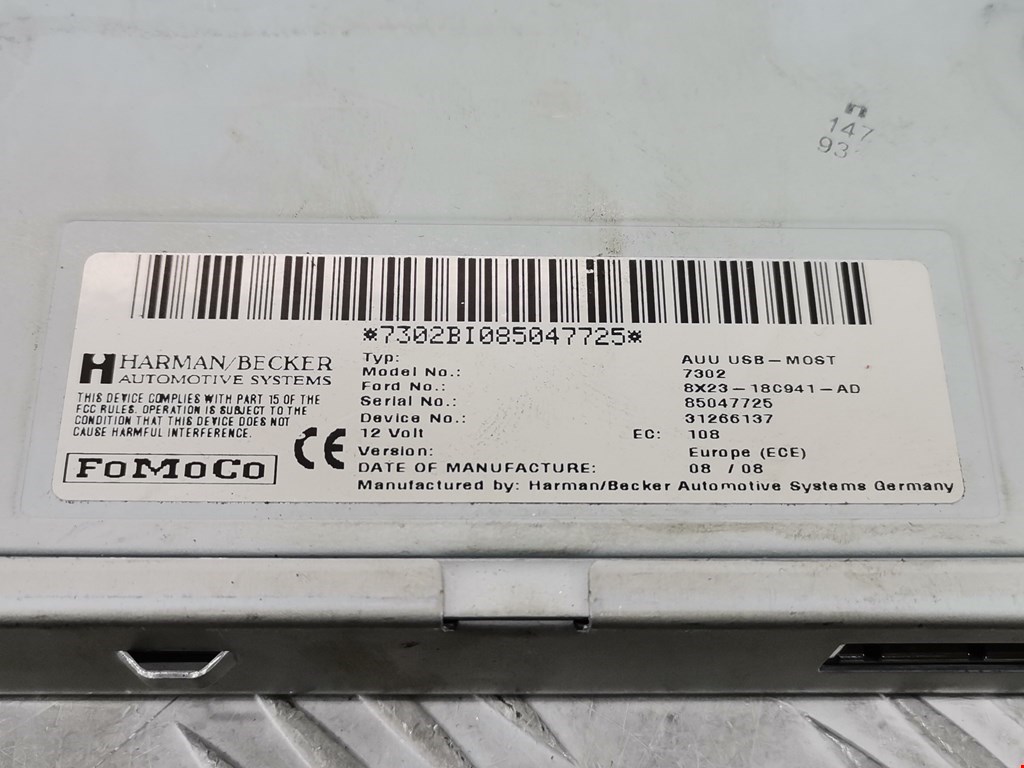 147
93
*7302BI085047725*
HARMAN/BECKER
AUTOMOTIVE SYSTEMS
THIS DEVICE COMPLIES WITH PART 15 OF THE
FCC RULES. OPERATION IS SUBJECT TO THE
CONDITION THAT THIS DEVICE DOES NOT
CAUSE HARMFUL INTERFERENCE.
FoMoCo
CE
Typ: AUU USB-MOST
Model No.: 7302
Ford No.: 8X23-18C941-AD
Serial No.: 85047725
Device No.: 31266137
12 Volt EC: 108
Version: Europe (ECE)
DATE OF MANUFACTURE: 08 / 08
Manufactured by: Harman/Becker Automotive Systems Germany